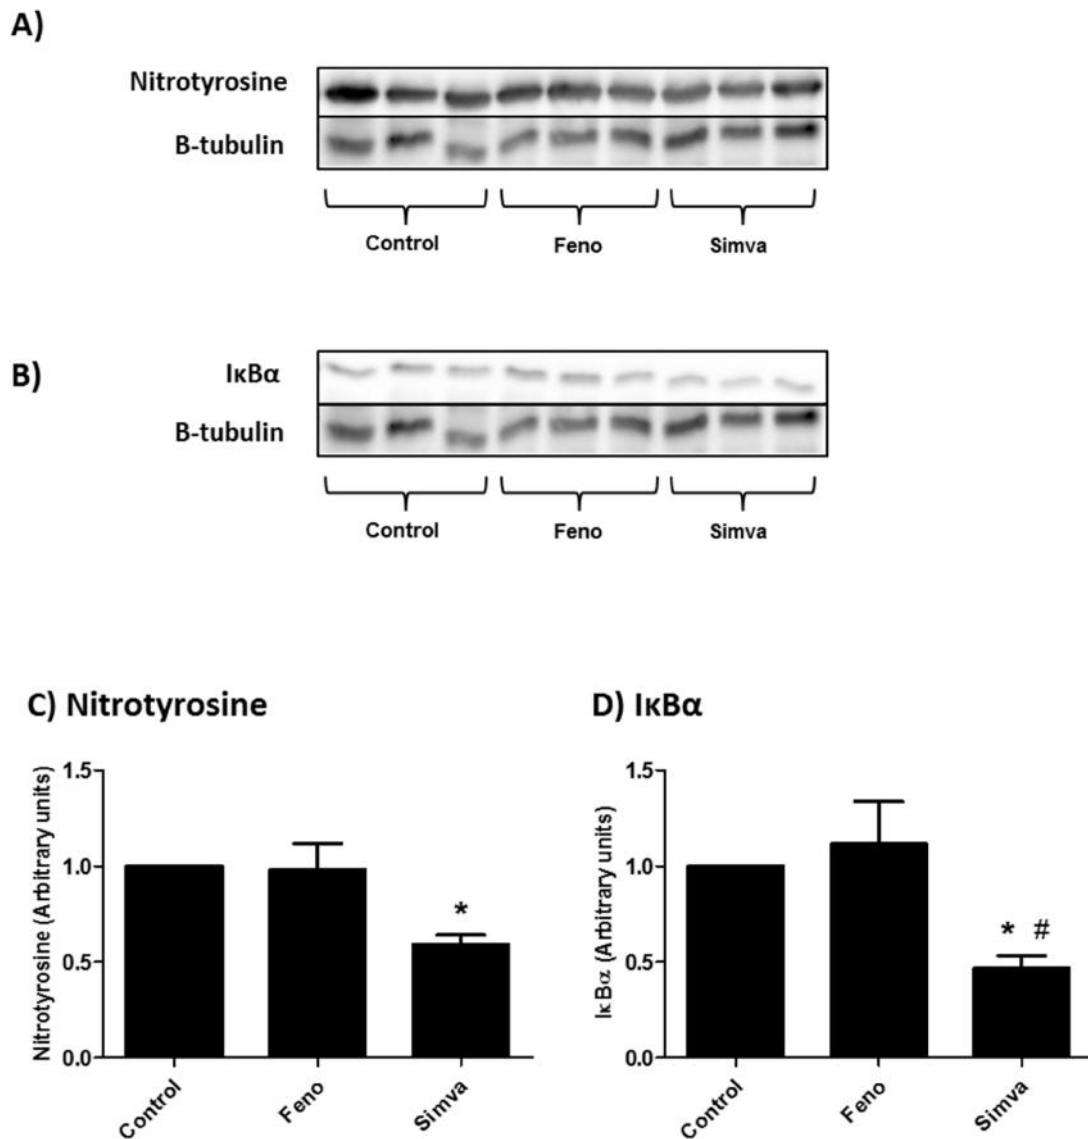 A)
Nitrotyrosine
B-tubulin
Control Feno Simva
B)
IκBα
B-tubulin
Control Feno Simva
C) Nitrotyrosine
Nitrotyrosine (Arbitrary units)
1.5
1.0
0.5
0.0
*
Control Feno Simva
D) IκBα
IκBα (Arbitrary units)
1.5
1.0
0.5
0.0
* #
Control Feno Simva